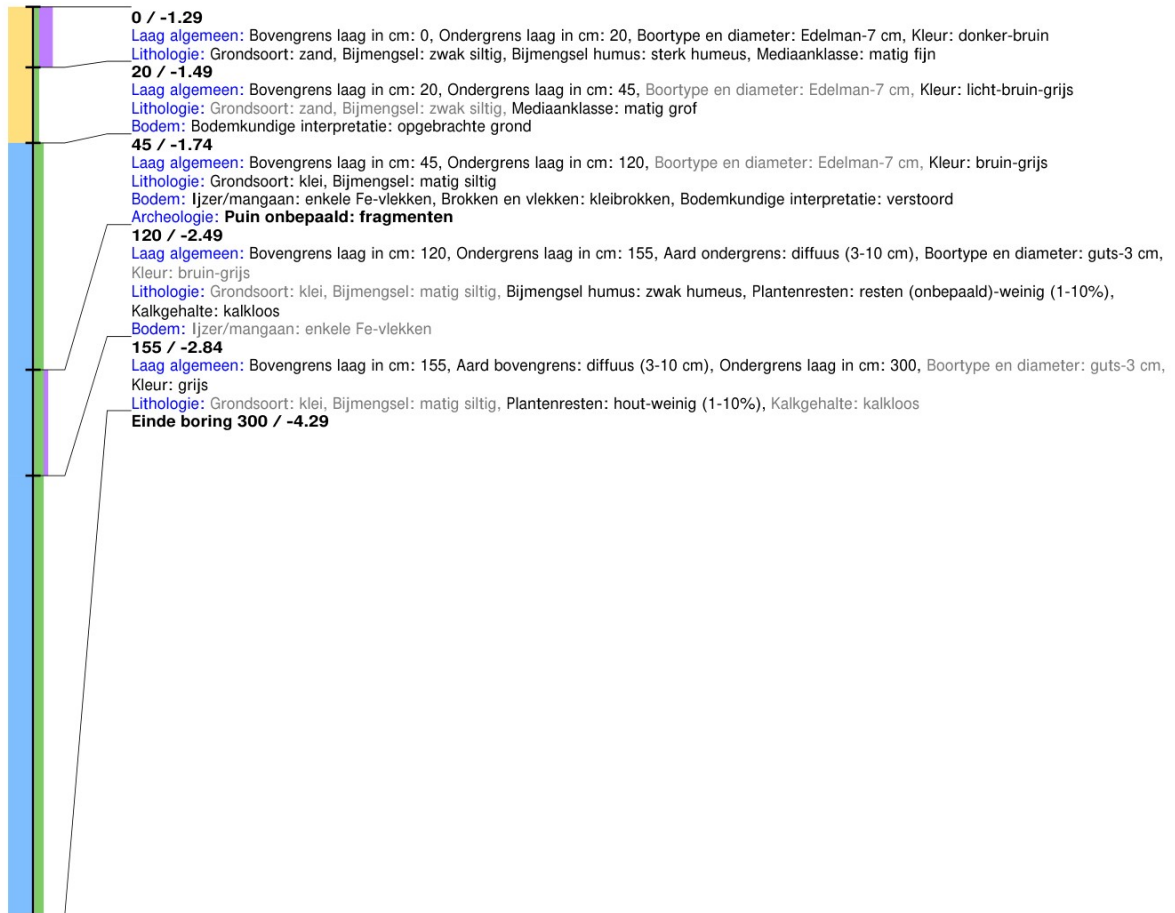 0 / -1.29
Laag algemeen: Bovengrens laag in cm: 0, Ondergrens laag in cm: 20, Boortype en diameter: Edelman-7 cm, Kleur: donker-bruin
Lithologie: Grondsoort: zand, Bijmengsel: zwak siltig, Bijmengsel humus: sterk humeus, Mediaanklasse: matig fijn
20 / -1.49
Laag algemeen: Bovengrens laag in cm: 20, Ondergrens laag in cm: 45, Boortype en diameter: Edelman-7 cm, Kleur: licht-bruin-grijs
Lithologie: Grondsoort: zand, Bijmengsel: zwak siltig, Mediaanklasse: matig grof
Bodem: Bodemkundige interpretatie: opgebrachte grond
45 / -1.74
Laag algemeen: Bovengrens laag in cm: 45, Ondergrens laag in cm: 120, Boortype en diameter: Edelman-7 cm, Kleur: bruin-grijs
Lithologie: Grondsoort: klei, Bijmengsel: matig siltig
Bodem: Ijzer/mangaan: enkele Fe-vlekken, Brokken en vlekken: kleibrokken, Bodemkundige interpretatie: verstoord
Archeologie: Puin onbepaald: fragmenten
120 / -2.49
Laag algemeen: Bovengrens laag in cm: 120, Ondergrens laag in cm: 155, Aard ondergrens: diffuus (3-10 cm), Boortype en diameter: guts-3 cm,
Kleur: bruin-grijs
Lithologie: Grondsoort: klei, Bijmengsel: matig siltig, Bijmengsel humus: zwak humeus, Plantenresten: resten (onbepaald)-weinig (1-10%),
Kalkgehalte: kalkloos
Bodem: Ijzer/mangaan: enkele Fe-vlekken
155 / -2.84
Laag algemeen: Bovengrens laag in cm: 155, Aard bovengrens: diffuus (3-10 cm), Ondergrens laag in cm: 300, Boortype en diameter: guts-3 cm,
Kleur: grijs
Lithologie: Grondsoort: klei, Bijmengsel: matig siltig, Plantenresten: hout-weinig (1-10%), Kalkgehalte: kalkloos
Einde boring 300 / -4.29